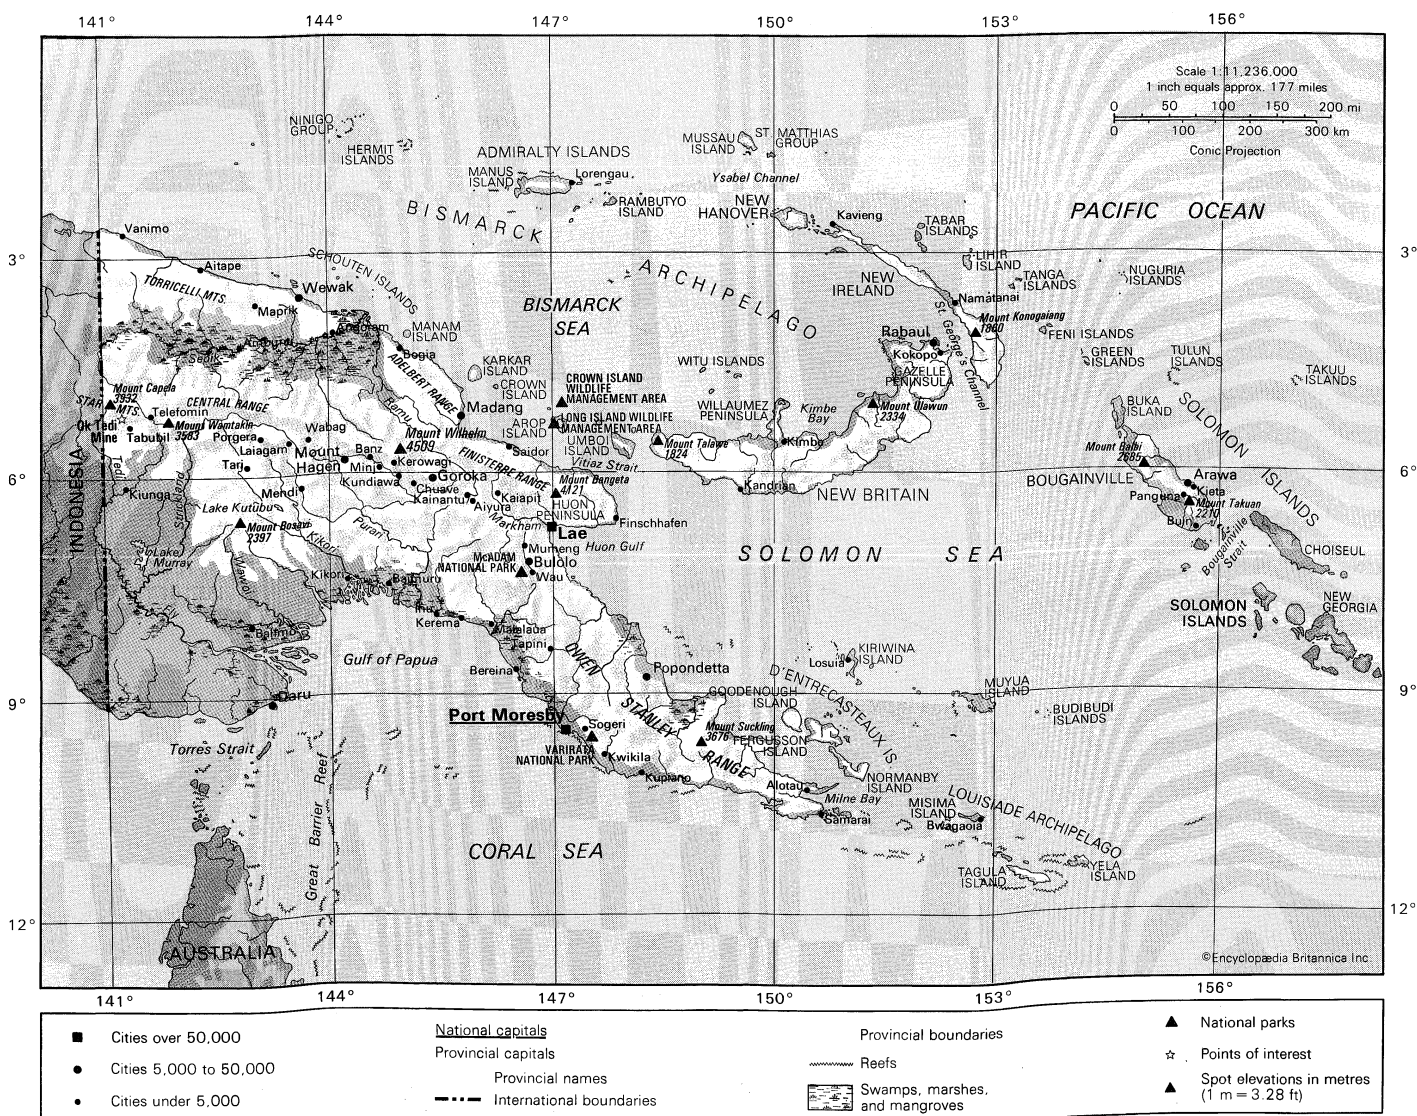 141°
144°
147°
150°
153°
156°
Scale 1:11,236,000
1 inch equals approx. 177 miles
0 50 100 150 200 mi
0 100 200 300 km
Conic Projection
NINIGO
GROUP
HERMIT
ISLANDS
ADMIRALTY ISLANDS
MANUS
ISLAND
Lorengau
RAMBUTYO
ISLAND
MUSSAU
ISLAND
ST. MATTHIAS
GROUP
Ysabel Channel
NEW
HANOVER
Kavieng
TABAR
ISLANDS
LIHIR
ISLAND
TANGA
ISLANDS
NUGURIA
ISLANDS
PACIFIC OCEAN
BISMARCK
ARCHIPELAGO
3°
3°
Vanimo
Aitape
TORRICELLI MTS.
SCHOUTEN ISLANDS
Wewak
Maprik
Angoram
Ambunti
Sepik
MANAM
ISLAND
Bogia
BISMARCK
SEA
NEW
IRELAND
Namatanai
St. George's Channel
Mount Konogaiang
1860
FENI ISLANDS
GREEN
ISLANDS
TULUN
ISLANDS
TAKUU
ISLANDS
Rabaul
Kokopo
GAZELLE
PENINSULA
WITU ISLANDS
KARKAR
ISLAND
CROWN
ISLAND
CROWN ISLAND
WILDLIFE
MANAGEMENT AREA
ADELBERT RANGE
Ramu
Madang
AROP
ISLAND
LONG ISLAND WILDLIFE
MANAGEMENT AREA
UMBOI
ISLAND
WILLAUMEZ
PENINSULA
Kimbe
Bay
Mount Ulawun
2334
Kimbe
Mount Talawe
1824
Mount Capela
3932
STAR
MTS.
CENTRAL RANGE
Telefomin
Mount Wamtakin
3583
Ok Tedi
Mine
Tabubil
Porgera
Wabag
Laiagam
Mount
Hagen
Banz
Minj
Mount Wilhelm
4509
Kerowagi
Kundiawa
Chuave
Goroka
Kainantu
Aiyura
Kaiapit
Saidor
FINISTERRE RANGE
Vitiaz Strait
Mount Bangeta
4121
HUON
PENINSULA
Finschhafen
Markham
Lae
Huon Gulf
Kandrian
NEW BRITAIN
BUKA
ISLAND
Mount Balbi
2685
BOUGAINVILLE
Arawa
Kieta
Panguna
Mount Takuan
2210
Buin
Bougainville
Strait
SOLOMON ISLANDS
CHOISEUL
6°
6°
INDONESIA
Tedi
Kiunga
Strickland
Tari
Mendi
Lake Kutubu
Mount Bosavi
2397
Lake
Murray
Purari
Kikori
Wawoi
Kikori
Baimuru
Ihu
Kerema
Balimo
Daru
Mumeng
McADAM
NATIONAL PARK
Bulolo
Wau
Malalaua
Tapini
Bereina
Gulf of Papua
OWEN
STANLEY
RANGE
Popondetta
SOLOMON SEA
SOLOMON
ISLANDS
NEW
GEORGIA
KIRIWINA
ISLAND
Losuia
D'ENTRECASTEAUX IS.
GOODENOUGH
ISLAND
MUYUA
ISLAND
BUDIBUDI
ISLANDS
9°
9°
Port Moresby
Sogeri
VARIRATA
NATIONAL PARK
Kwikila
Kupiano
Mount Suckling
3676
FERGUSSON
ISLAND
NORMANBY
ISLAND
Alotau
Milne Bay
Samarai
LOUISIADE ARCHIPELAGO
MISIMA
ISLAND
Bwagaoia
TAGULA
ISLAND
YELA
ISLAND
Torres Strait
Great Barrier Reef
CORAL SEA
AUSTRALIA
12°
12°
©Encyclopædia Britannica Inc.
141°
144°
147°
150°
153°
156°
Cities over 50,000
Cities 5,000 to 50,000
Cities under 5,000
National capitals
Provincial capitals
Provincial names
International boundaries
Provincial boundaries
Reefs
Swamps, marshes,
and mangroves
National parks
Points of interest
Spot elevations in metres
(1 m = 3.28 ft)